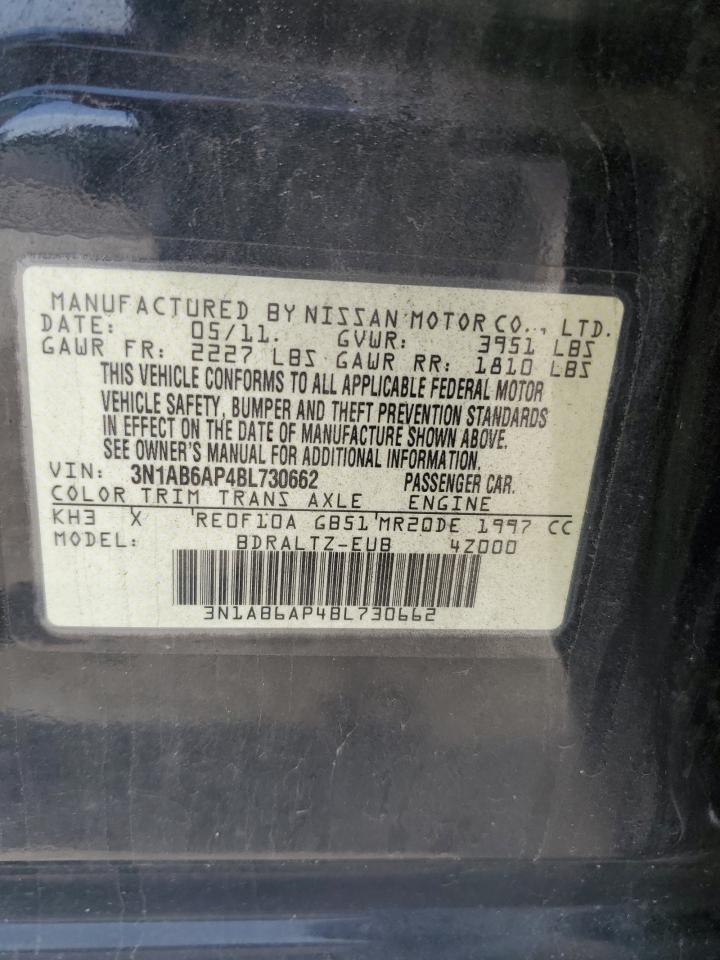 MANUFACTURED BY NISSAN MOTOR CO., LTD.
DATE: 05/11. GVWR: 3951 LBS
GAWR FR: 2227 LBS GAWR RR: 1810 LBS
THIS VEHICLE CONFORMS TO ALL APPLICABLE FEDERAL MOTOR
VEHICLE SAFETY, BUMPER AND THEFT PREVENTION STANDARDS
IN EFFECT ON THE DATE OF MANUFACTURE SHOWN ABOVE.
SEE OWNER'S MANUAL FOR ADDITIONAL INFORMATION.
VIN: 3N1AB6AP4BL730662 PASSENGER CAR.
COLOR TRIM TRANS AXLE ENGINE
KH3 X RE0F10A GB51 MR20DE 1997 CC
MODEL: BDRALTZ-EUB 4Z000
3N1AB6AP4BL730662